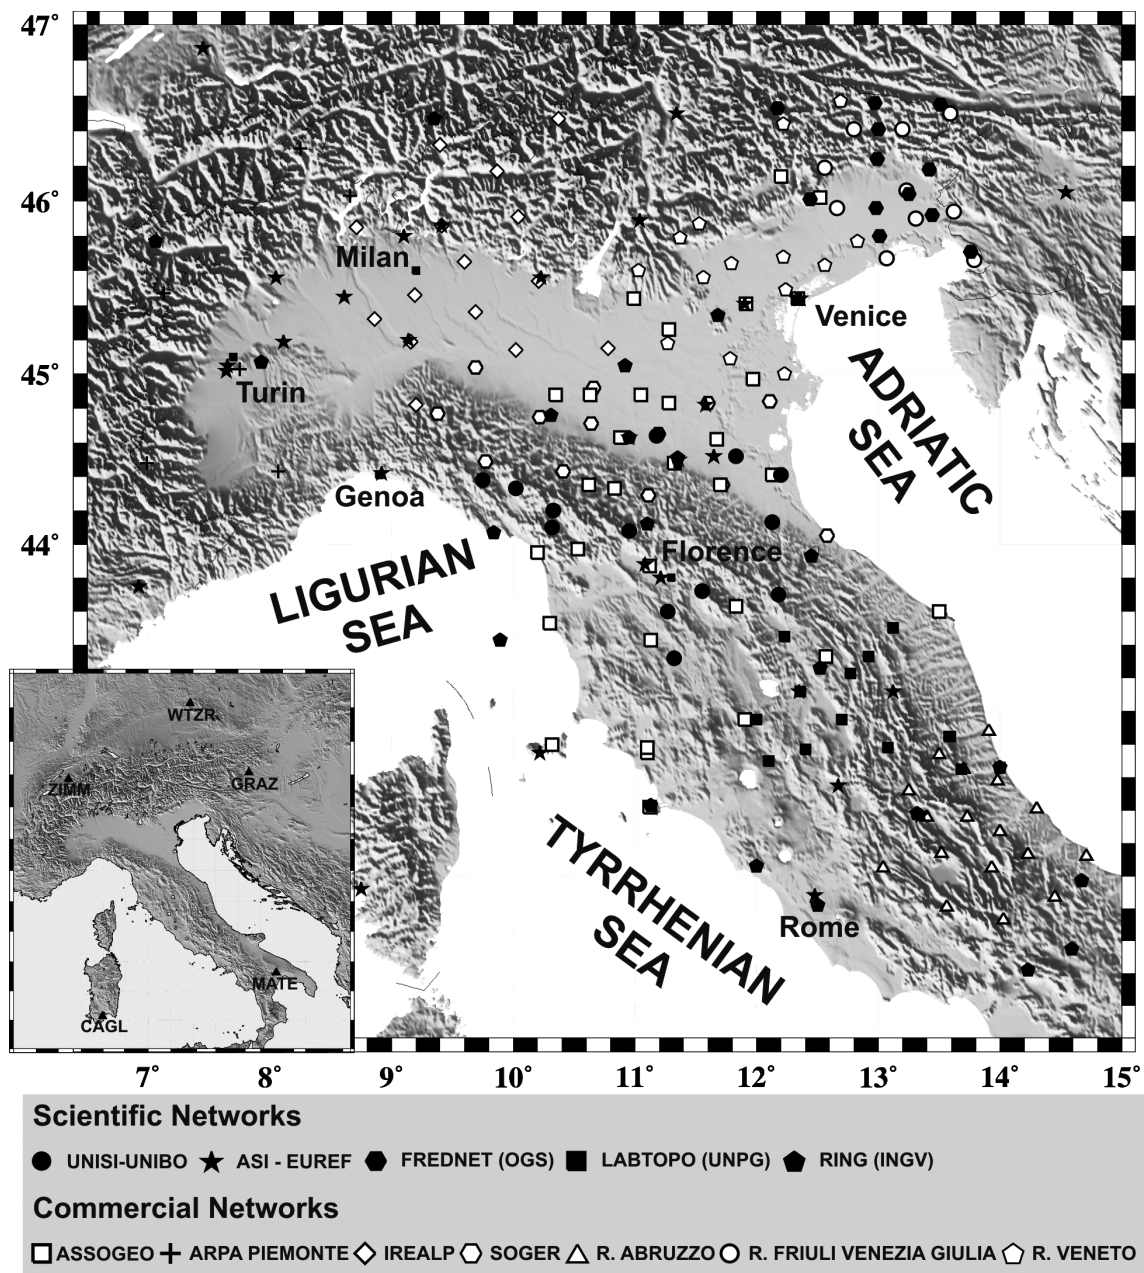 47°
46°
Milan
Venice
45°
Turin
ADRIATIC
SEA
Genoa
44°
Florence
LIGURIAN
SEA
WTZR
ZIMM
GRAZ
TYRRHENIAN
SEA
Rome
MATE
CAGL
7° 8° 9° 10° 11° 12° 13° 14° 15°
Scientific Networks
UNISI-UNIBO ASI - EUREF FREDNET (OGS) LABTOPO (UNPG) RING (INGV)
Commercial Networks
ASSOGEO ARPA PIEMONTE IREALP SOGER R. ABRUZZO R. FRIULI VENEZIA GIULIA R. VENETO